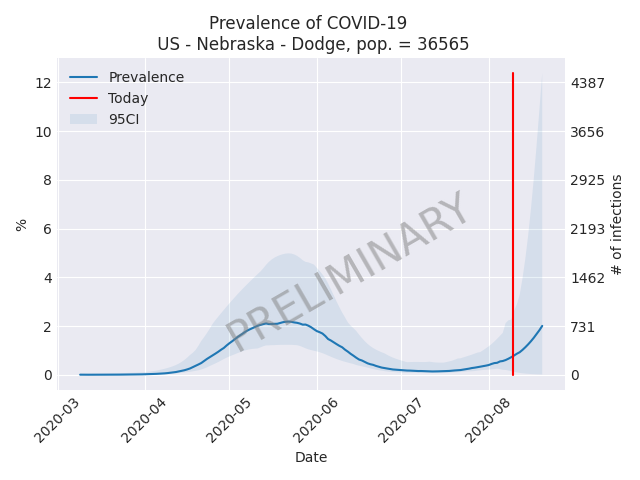 Prevalence of COVID-19
US - Nebraska - Dodge, pop. = 36565
Prevalence
Today
95CI
PRELIMINARY
%
12
10
8
6
4
2
0
4387
3656
2925
2193
1462
731
0
# of infections
2020-03
2020-04
2020-05
2020-06
2020-07
2020-08
Date